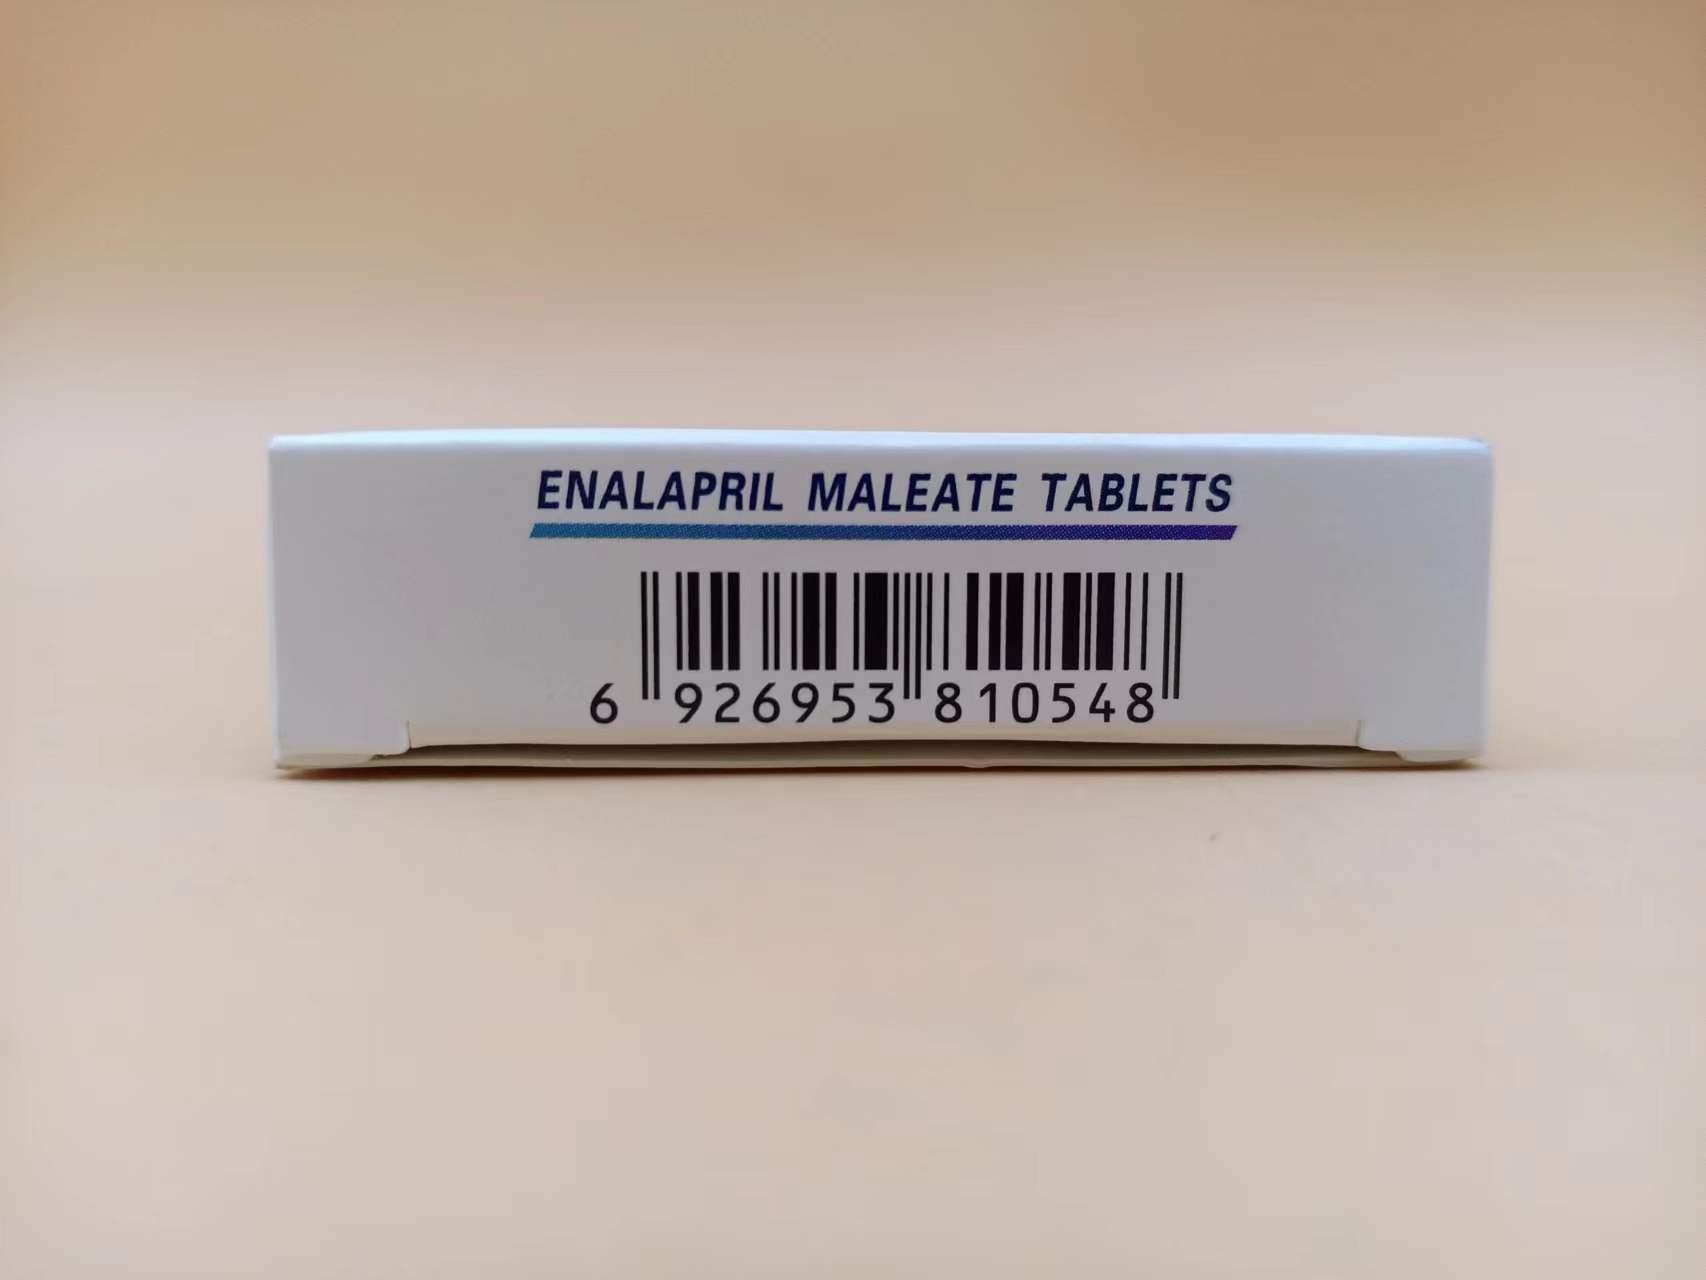 ENALAPRIL MALEATE TABLETS
6 926953 810548